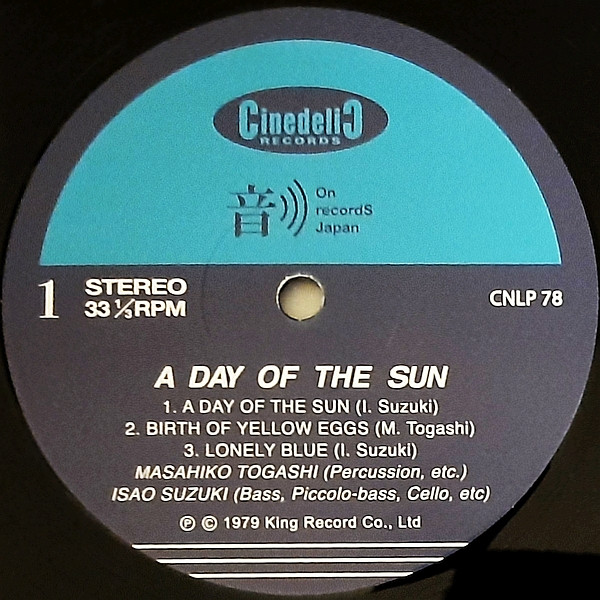 CinedeliC
RECORDS
音
On
recordS
Japan
1
STEREO
33 ⅓RPM
CNLP 78
A DAY OF THE SUN
1. A DAY OF THE SUN (I. Suzuki)
2. BIRTH OF YELLOW EGGS (M. Togashi)
3. LONELY BLUE (I. Suzuki)
MASAHIKO TOGASHI (Percussion, etc.)
ISAO SUZUKI (Bass, Piccolo-bass, Cello, etc)
℗ © 1979 King Record Co., Ltd